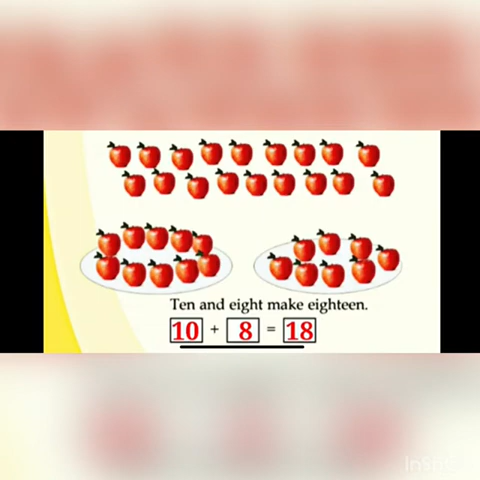 Ten and eight make eighteen.
10 + 8 = 18